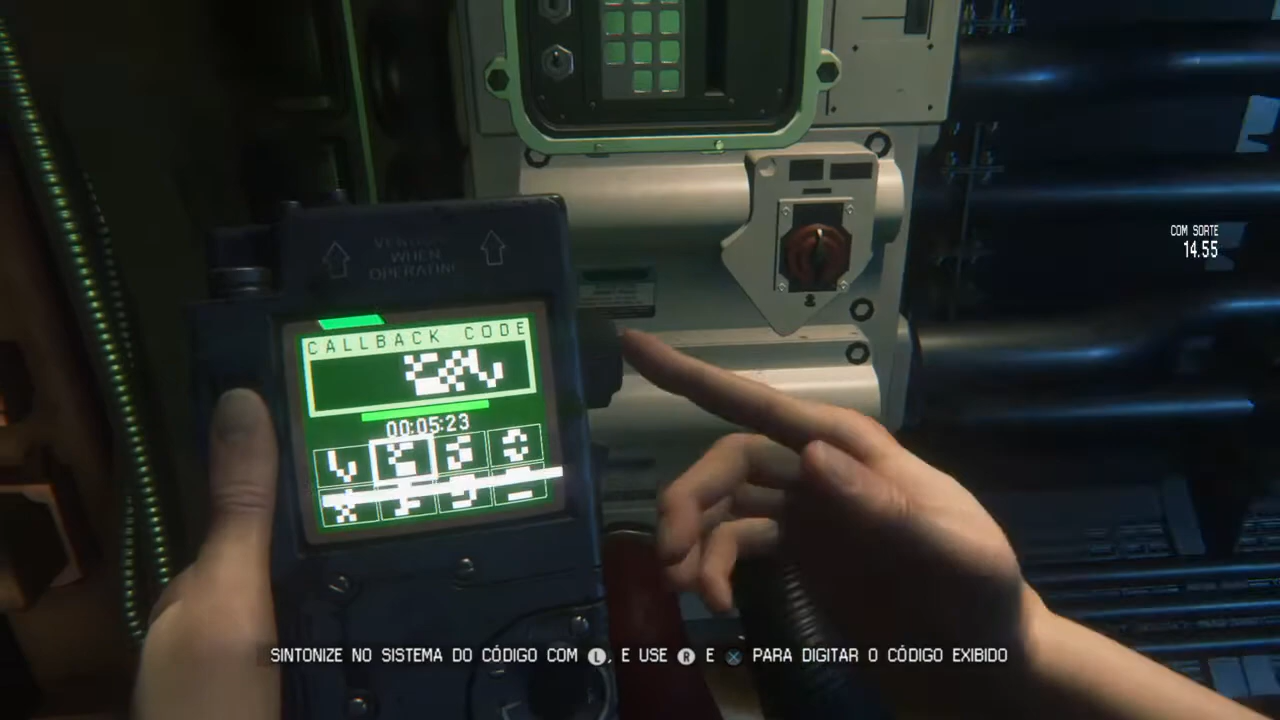 COM SORTE
14.55
WHEN
CALLBACK CODE
00:05:23
SINTONIZE NO SISTEMA DO CÓDIGO COM L, E USE R E X PARA DIGITAR O CÓDIGO EXIBIDO